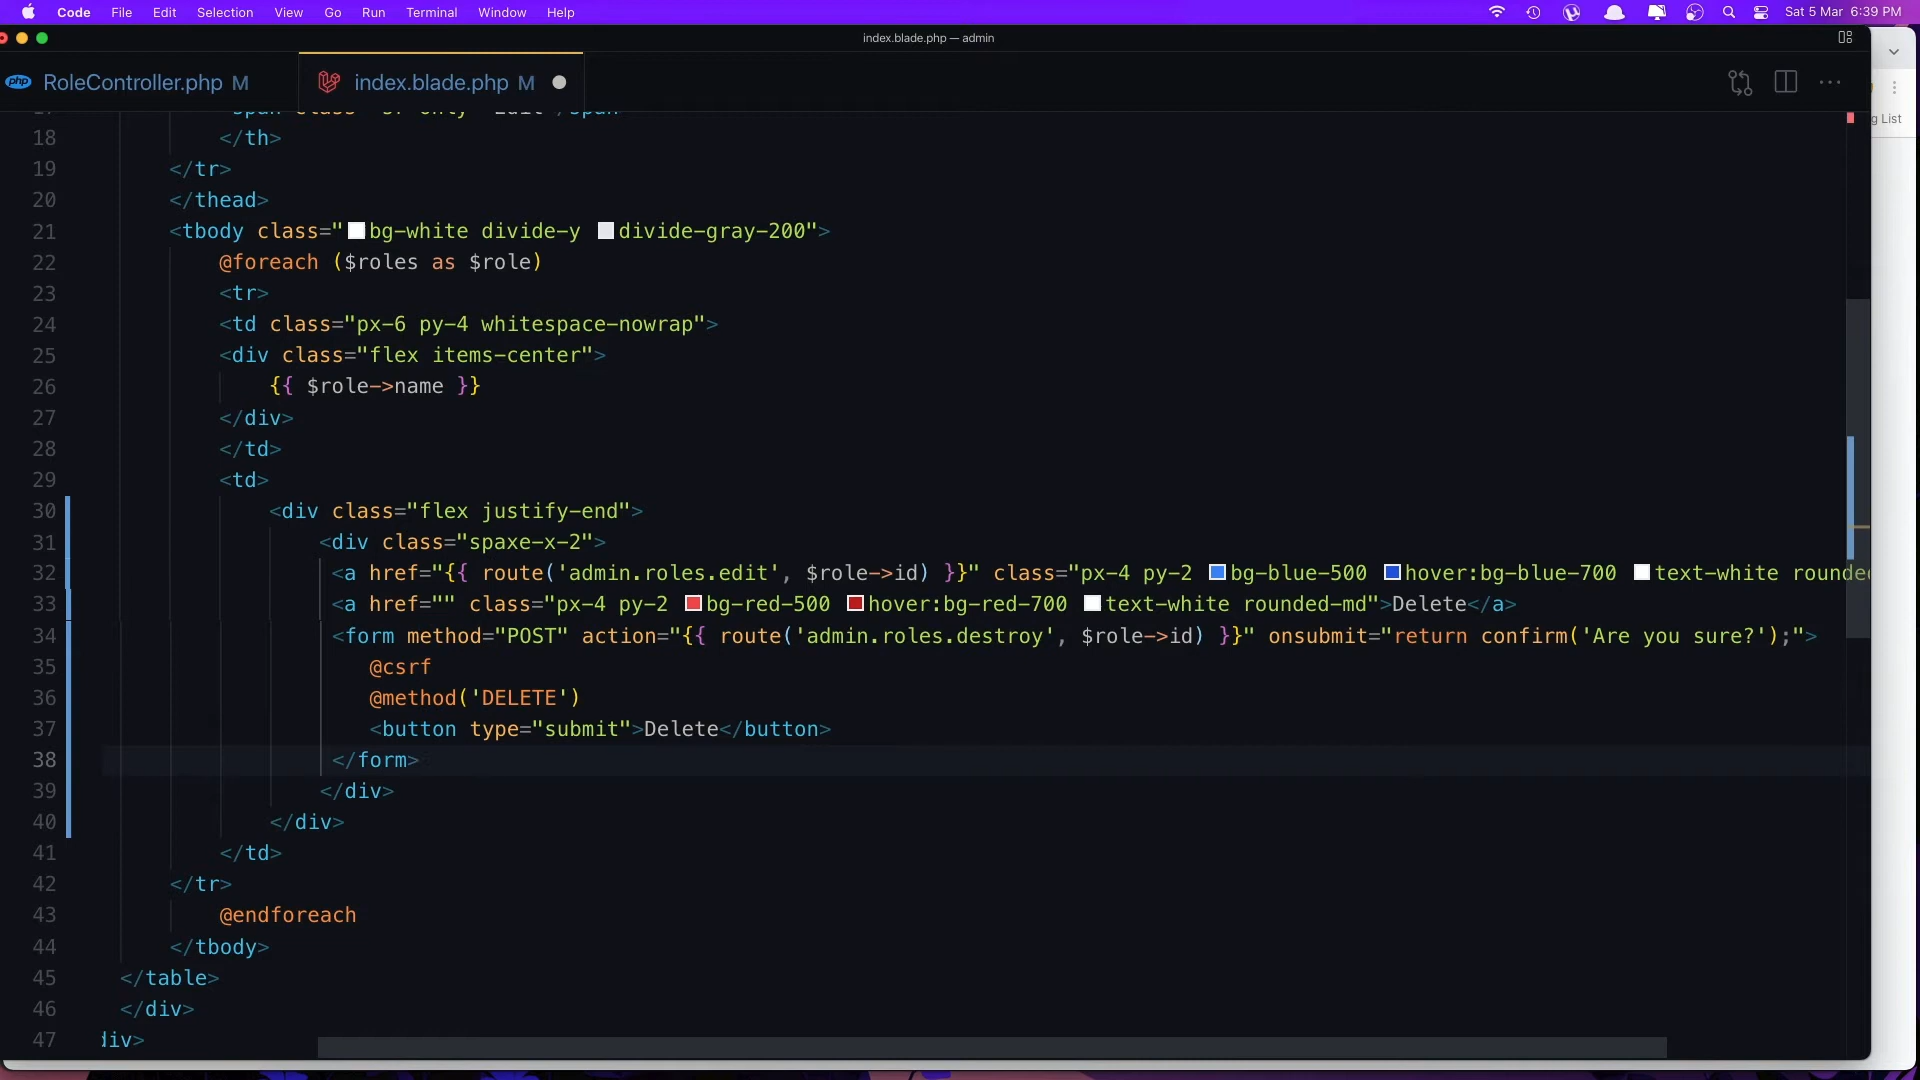 Code File Edit Selection View Go Run Terminal Window Help Sat 5 Mar 6:39 PM
index.blade.php — admin
php RoleController.php M index.blade.php M
g List
18 </th>
19 </tr>
20 </thead>
21 <tbody class="bg-white divide-y divide-gray-200">
22 @foreach ($roles as $role)
23 <tr>
24 <td class="px-6 py-4 whitespace-nowrap">
25 <div class="flex items-center">
26 {{ $role->name }}
27 </div>
28 </td>
29 <td>
30 <div class="flex justify-end">
31 <div class="spaxe-x-2">
32 <a href="{{ route('admin.roles.edit', $role->id) }}" class="px-4 py-2 bg-blue-500 hover:bg-blue-700 text-white rounded
33 <a href="" class="px-4 py-2 bg-red-500 hover:bg-red-700 text-white rounded-md">Delete</a>
34 <form method="POST" action="{{ route('admin.roles.destroy', $role->id) }}" onsubmit="return confirm('Are you sure?');">
35 @csrf
36 @method('DELETE')
37 <button type="submit">Delete</button>
38 </form>
39 </div>
40 </div>
41 </td>
42 </tr>
43 @endforeach
44 </tbody>
45 </table>
46 </div>
47 div>